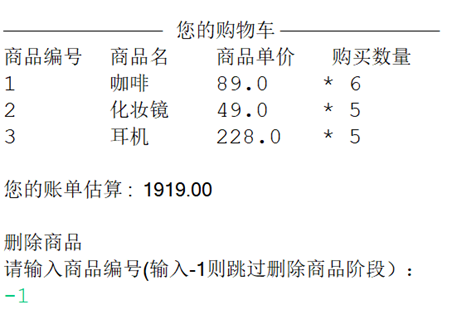 您的购物车
商品编号 商品名 商品单价 购买数量
1 咖啡 89.0 * 6
2 化妆镜 49.0 * 5
3 耳机 228.0 * 5
您的账单估算：1919.00
删除商品
请输入商品编号(输入-1则跳过删除商品阶段）：
-1